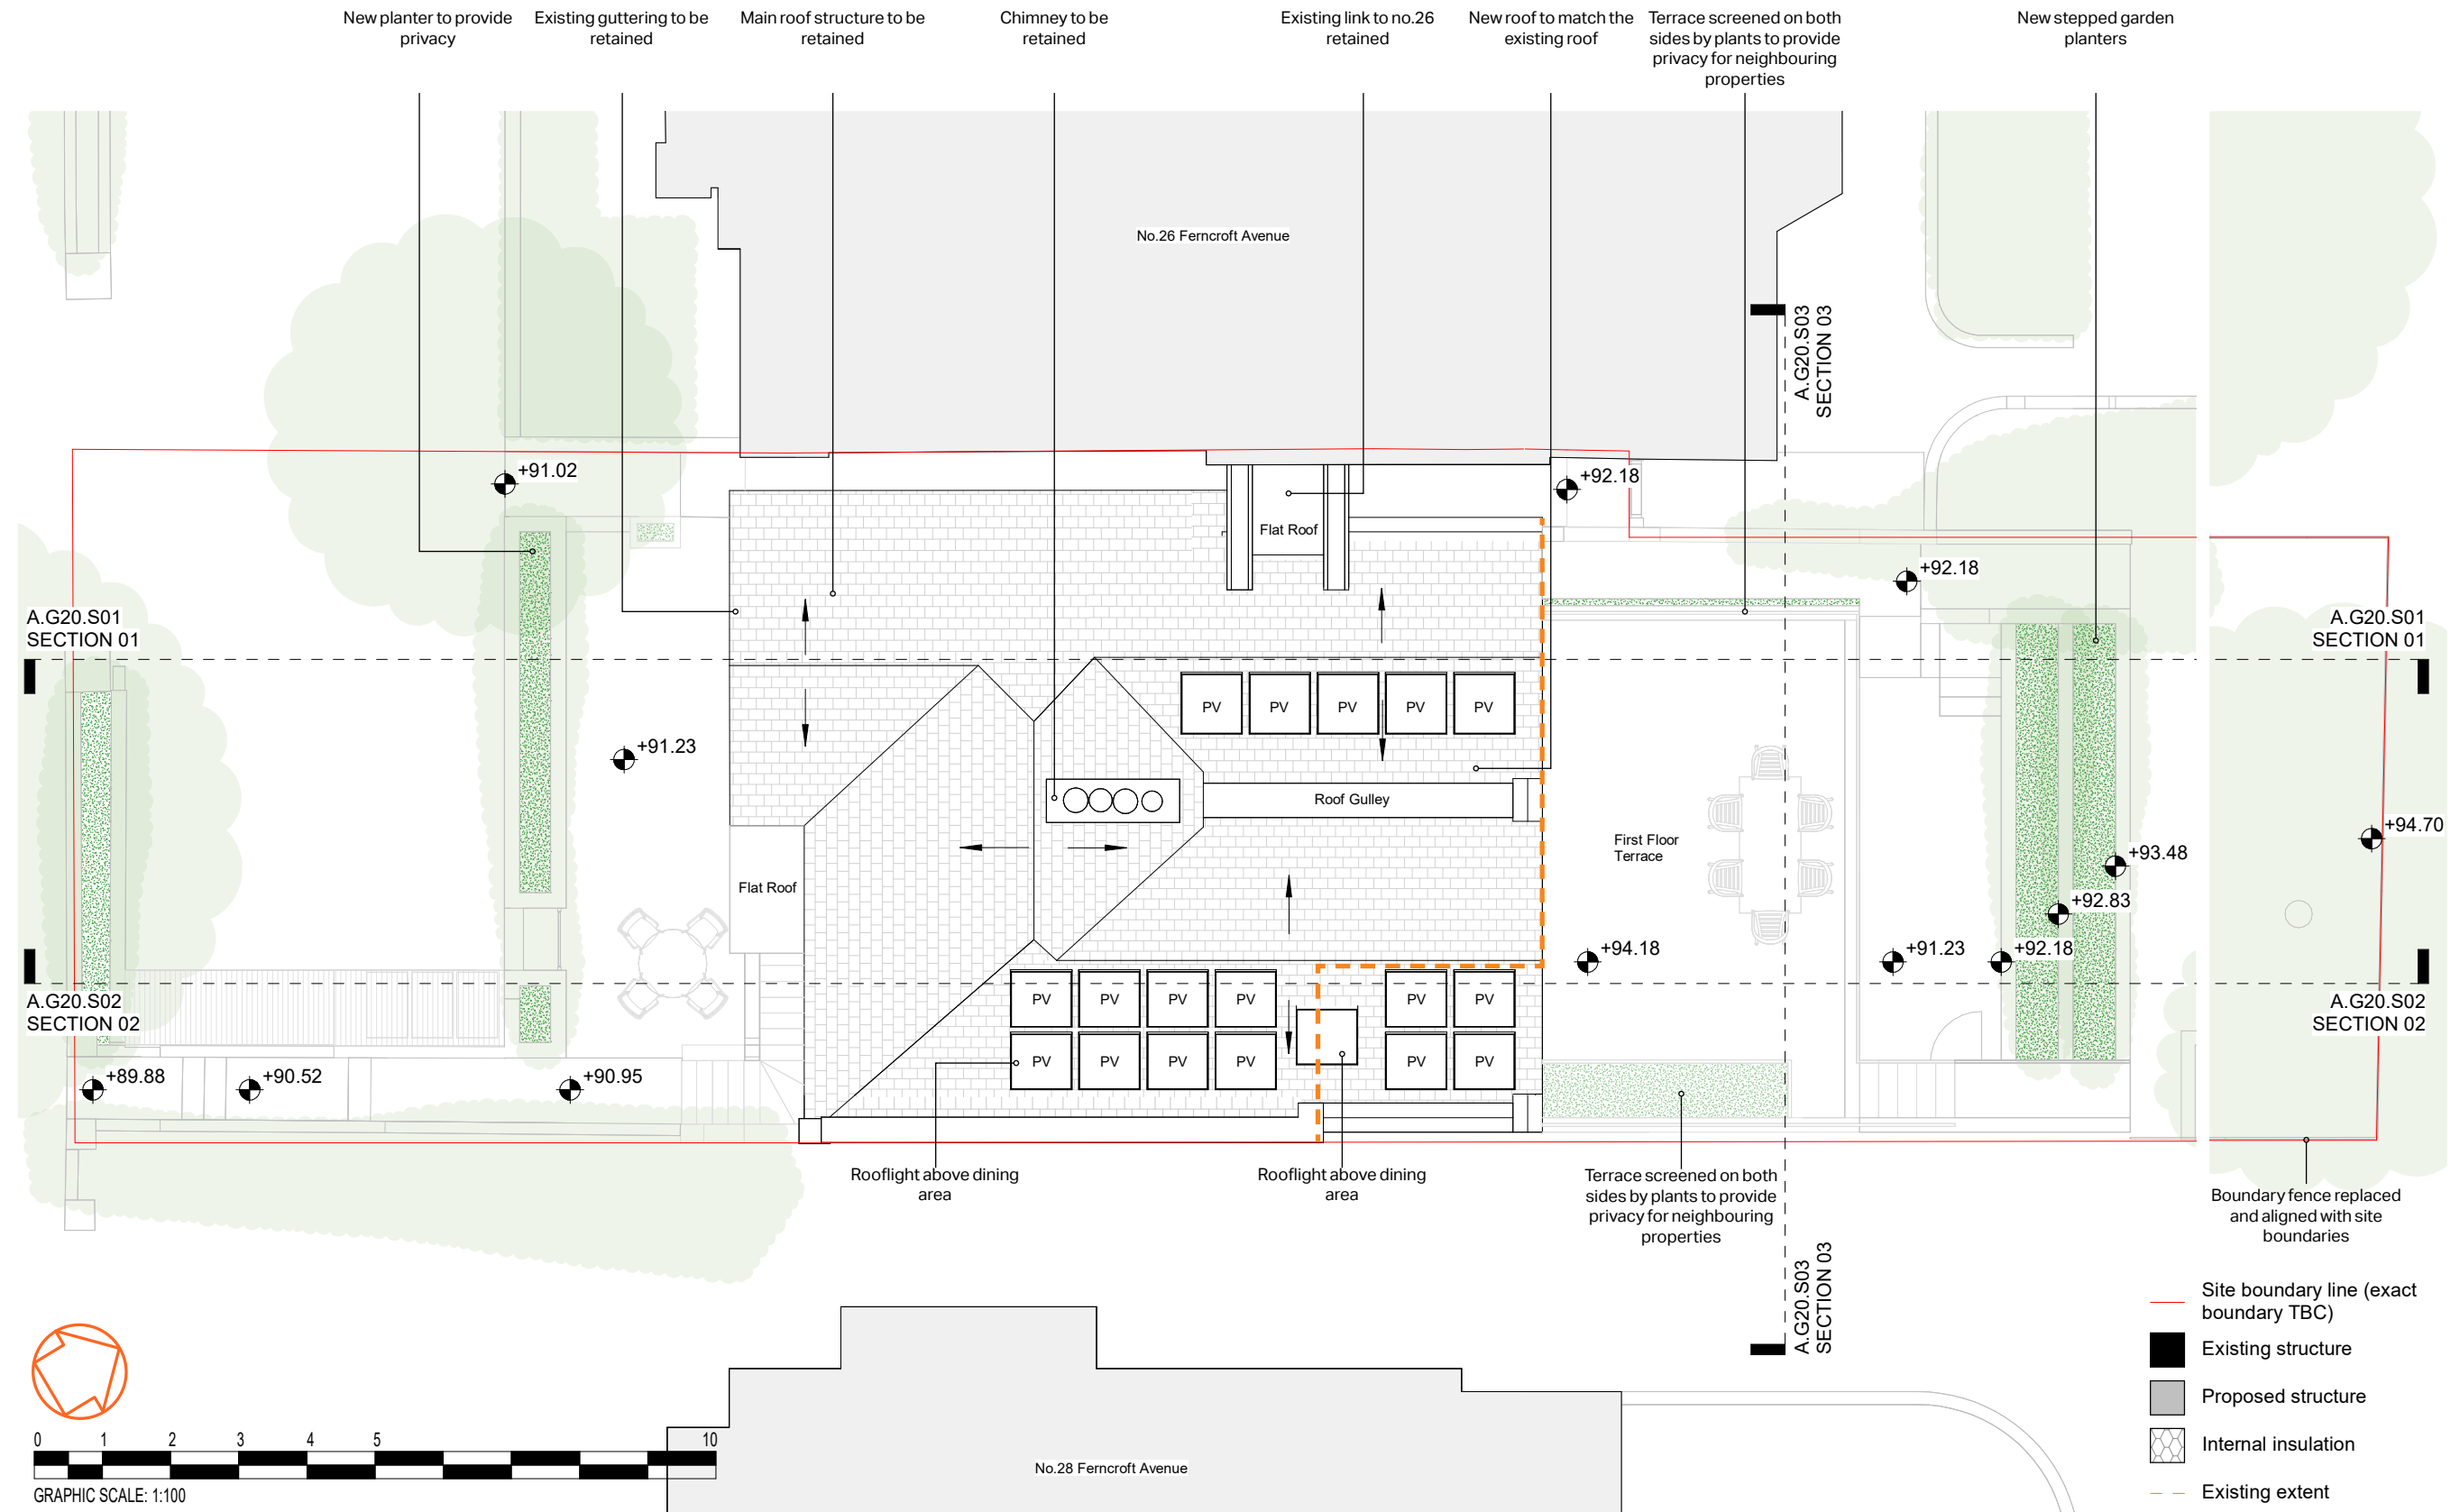 New planter to provide
privacy
Existing guttering to be
retained
Main roof structure to be
retained
Chimney to be
retained
Existing link to no.26
retained
New roof to match the
existing roof
Terrace screened on both
sides by plants to provide
privacy for neighbouring
properties
New stepped garden
planters
No.26 Ferncroft Avenue
A.G20.S03
SECTION 03
+91.02
+92.18
Flat Roof
+92.18
A.G20.S01
SECTION 01
A.G20.S01
SECTION 01
PV
PV
PV
PV
PV
+91.23
Roof Gulley
First Floor
Terrace
+94.70
+93.48
Flat Roof
+92.83
+94.18
+91.23
+92.18
A.G20.S02
SECTION 02
PV
PV
PV
PV
PV
PV
A.G20.S02
SECTION 02
PV
PV
PV
PV
PV
PV
+89.88
+90.52
+90.95
Rooflight above dining
area
Rooflight above dining
area
Terrace screened on both
sides by plants to provide
privacy for neighbouring
properties
Boundary fence replaced
and aligned with site
boundaries
A.G20.S03
SECTION 03
Site boundary line (exact
boundary TBC)
Existing structure
Proposed structure
Internal insulation
Existing extent
0 1 2 3 4 5 10
GRAPHIC SCALE: 1:100
No.28 Ferncroft Avenue